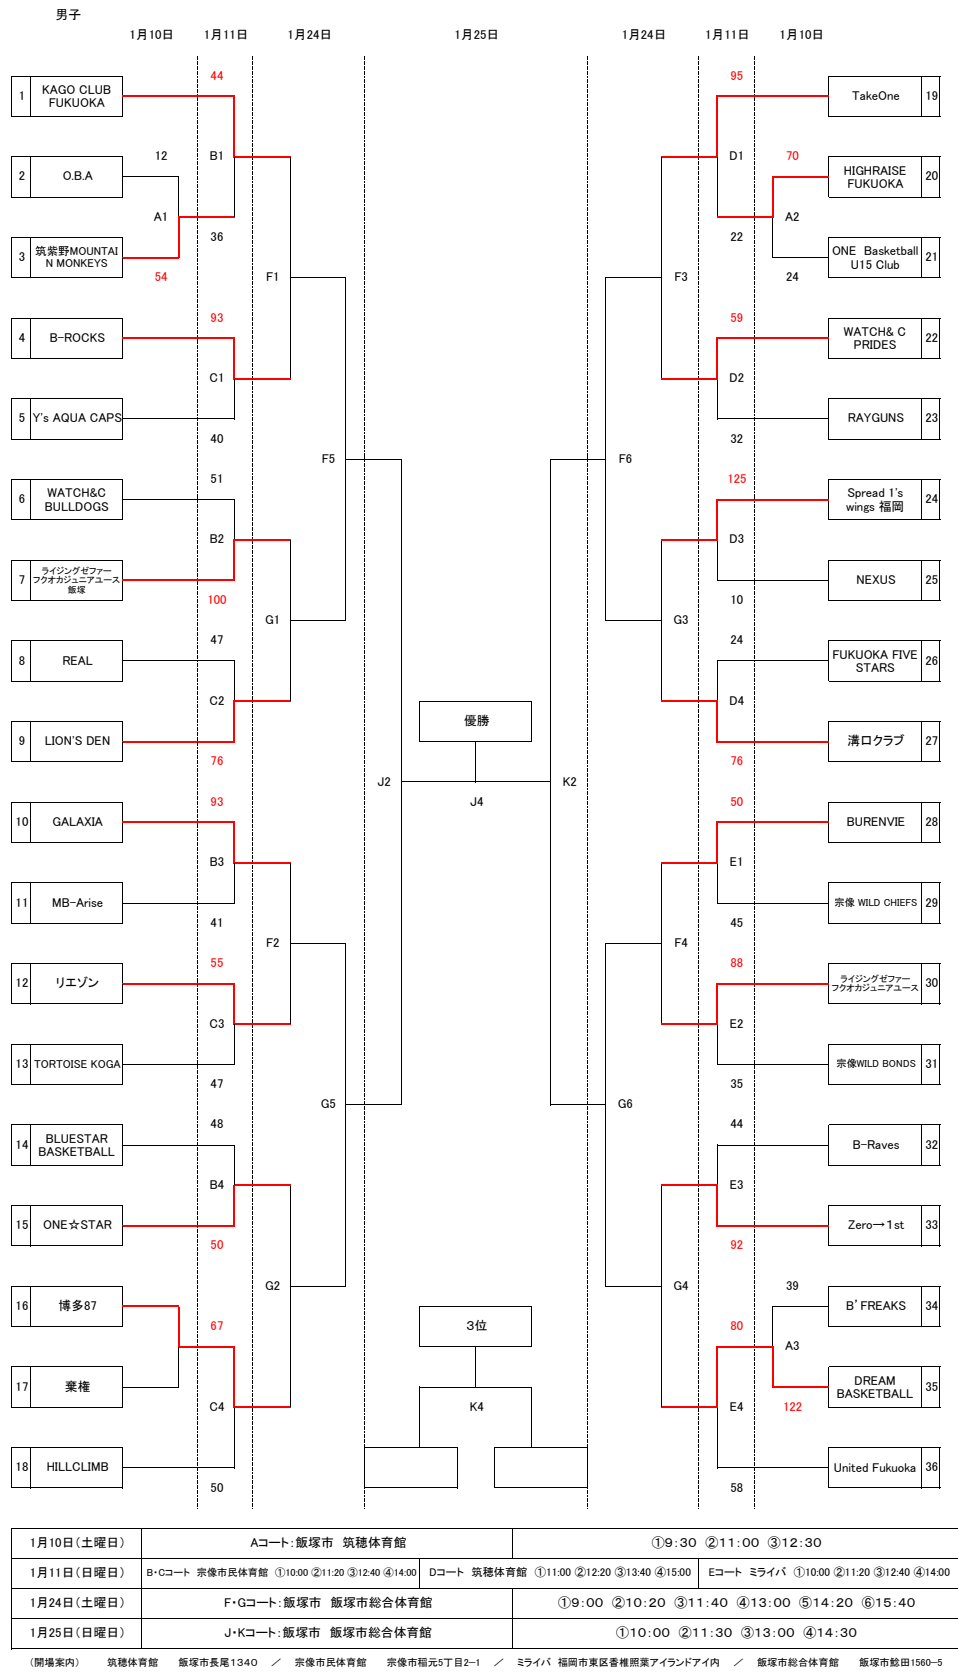 男子
1月10日 1月11日 1月24日 1月25日 1月24日 1月11日 1月10日
44
1 KAGO CLUB
FUKUOKA
B1
12
2 O.B.A
A1
36
3 筑紫野MOUNTAI
N MONKEYS
54
F1
93
4 B-ROCKS
C1
5 Y's AQUA CAPS
40
F5
51
6 WATCH&C
BULLDOGS
B2
7 ライジングゼファー
フクオカジュニアユース
飯塚
100
G1
47
8 REAL
C2
9 LION'S DEN
76
J2
93
10 GALAXIA
B3
11 MB-Arise
41
F2
55
12 リエゾン
C3
13 TORTOISE KOGA
47
G5
48
14 BLUESTAR
BASKETBALL
B4
15 ONE☆STAR
50
G2
16 博多87
67
17 棄権
C4
18 HILLCLIMB
50
優勝
J4
3位
K4
95
TakeOne 19
D1
70
HIGHRAISE
FUKUOKA 20
A2
22
ONE Basketball
U15 Club 21
24
F3
59
WATCH& C
PRIDES 22
D2
RAYGUNS 23
32
F6
125
Spread 1's
wings 福岡 24
D3
NEXUS 25
10
G3
24
FUKUOKA FIVE
STARS 26
D4
溝口クラブ 27
76
K2
50
BURENVIE 28
E1
宗像 WILD CHIEFS 29
45
F4
88
ライジングゼファー
フクオカジュニアユース 30
E2
宗像WILD BONDS 31
35
G6
44
B-Raves 32
E3
Zero→1st 33
92
G4
39
B'FREAKS 34
80
A3
DREAM
BASKETBALL 35
122
E4
United Fukuoka 36
58
1月10日(土曜日) Aコート:飯塚市 筑穂体育館 ①9:30 ②11:00 ③12:30
1月11日(日曜日) B・Cコート 宗像市民体育館 ①10:00 ②11:20 ③12:40 ④14:00 Dコート 筑穂体育館 ①11:00 ②12:20 ③13:40 ④15:00 Eコート ミライバ ①10:00 ②11:20 ③12:40 ④14:00
1月24日(土曜日) F・Gコート:飯塚市 飯塚市総合体育館 ①9:00 ②10:20 ③11:40 ④13:00 ⑤14:20 ⑥15:40
1月25日(日曜日) J・Kコート:飯塚市 飯塚市総合体育館 ①10:00 ②11:30 ③13:00 ④14:30
(開場案内) 筑穂体育館 飯塚市長尾1340 / 宗像市民体育館 宗像市稲元5丁目2-1 / ミライバ 福岡市東区香椎照葉アイランドアイ内 / 飯塚市総合体育館 飯塚市鯰田1560-5